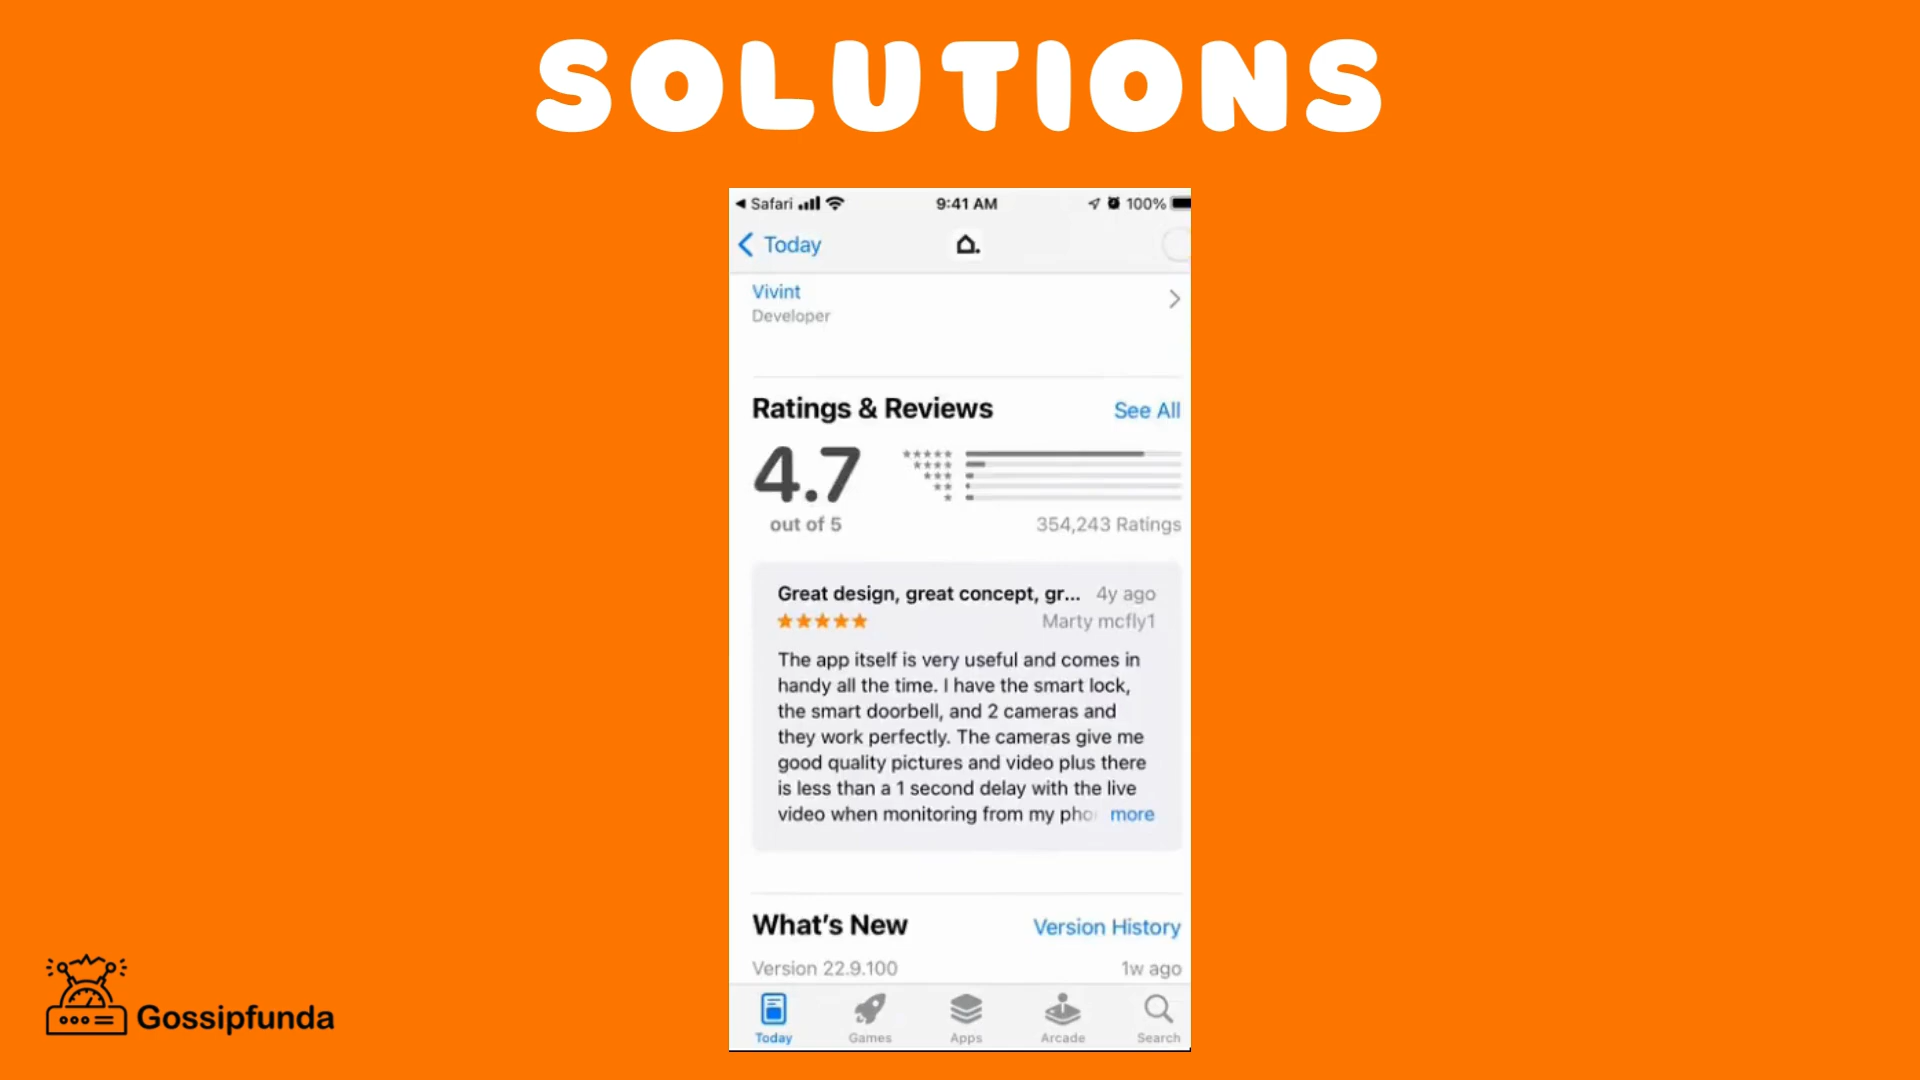 SOLUTIONS
Safari 9:41 AM 100%
Today
Vivint
Developer
Ratings & Reviews See All
4.7
out of 5 354,243 Ratings
Great design, great concept, gr... 4y ago
Marty mcfly1
The app itself is very useful and comes in
handy all the time. I have the smart lock,
the smart doorbell, and 2 cameras and
they work perfectly. The cameras give me
good quality pictures and video plus there
is less than a 1 second delay with the live
video when monitoring from my pho more
What's New Version History
Version 22.9.100 1w ago
Today Games Apps Arcade Search
Gossipfunda